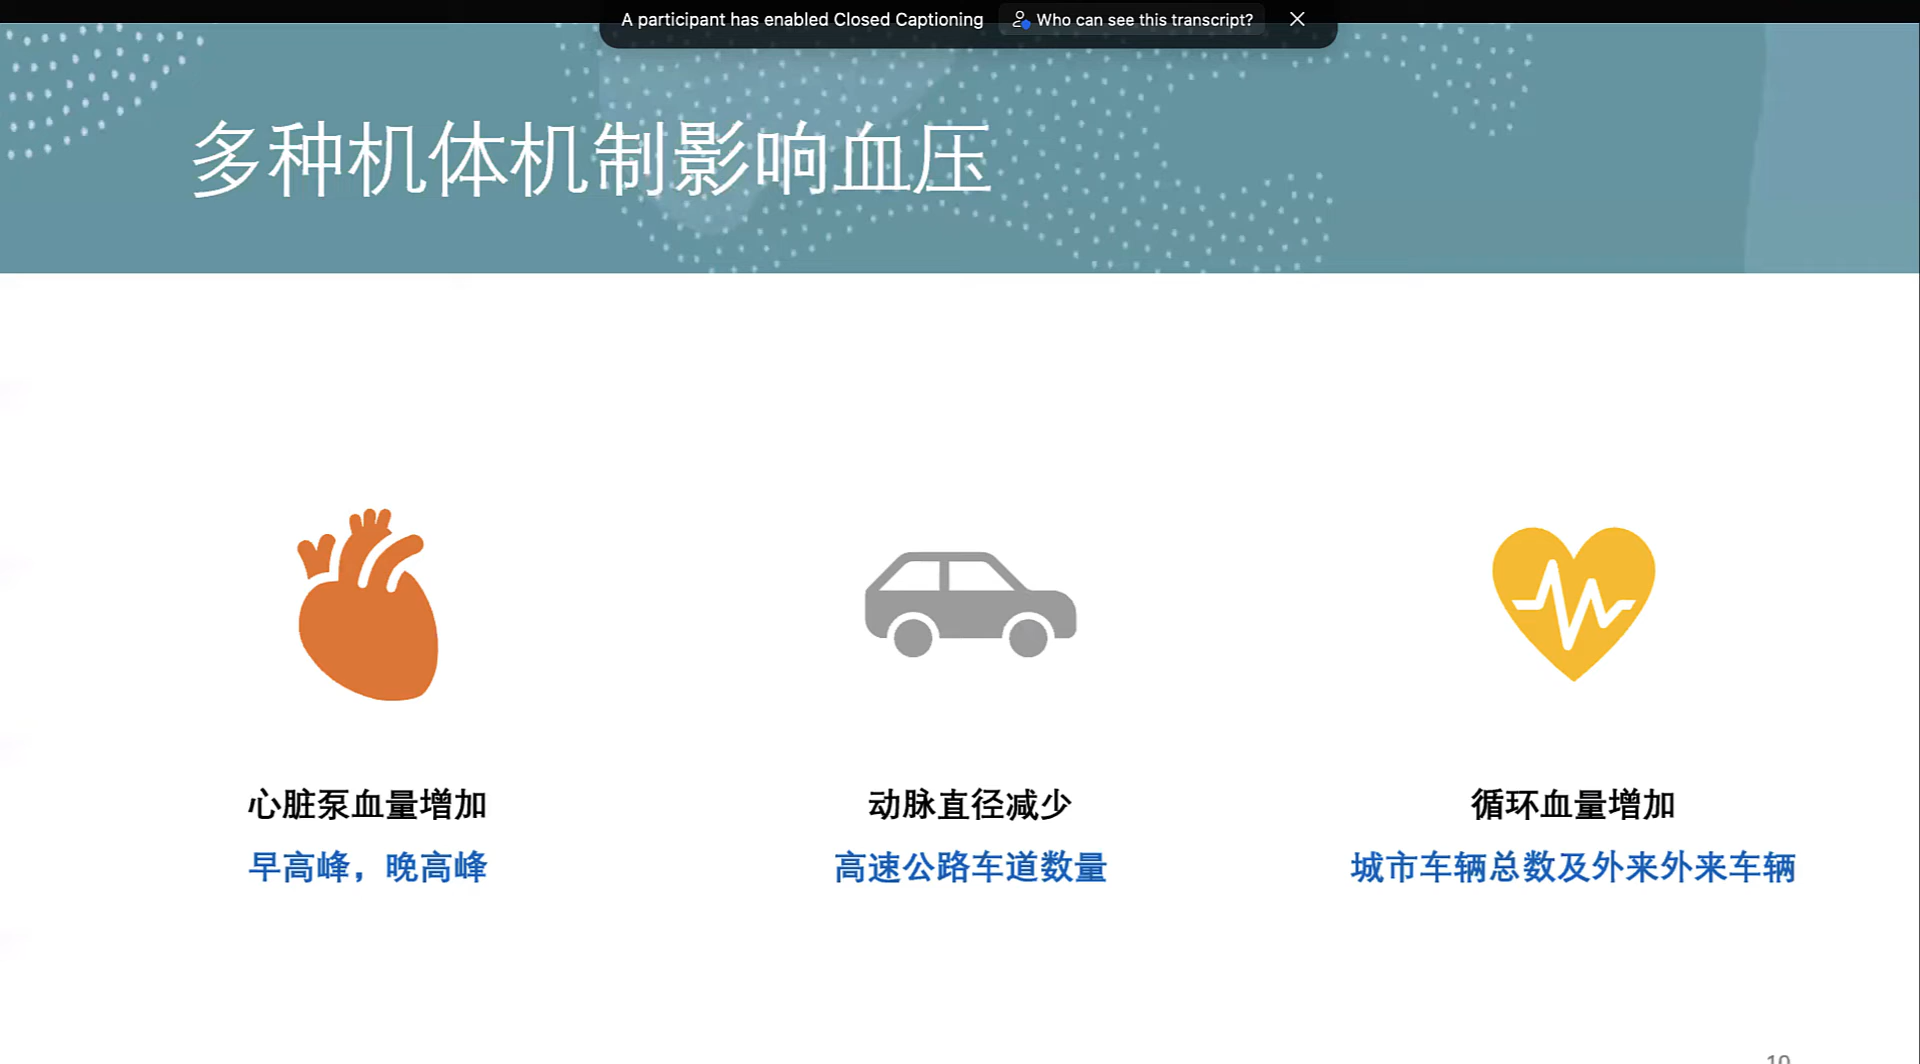 A participant has enabled Closed Captioning Who can see this transcript?
多种机体机制影响血压
心脏泵血量增加
早高峰，晚高峰
动脉直径减少
高速公路车道数量
循环血量增加
城市车辆总数及外来外来车辆
10